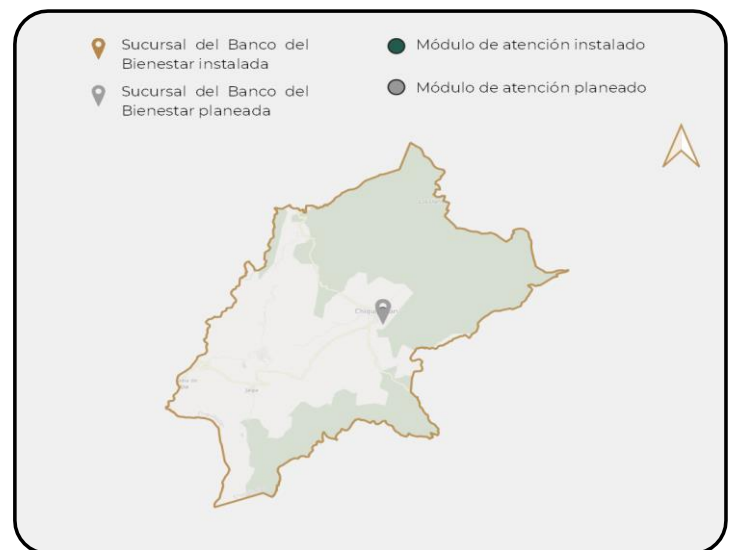 Sucursal del Banco del
Bienestar instalada
Sucursal del Banco del
Bienestar planeada
Módulo de atención instalado
Módulo de atención planeado